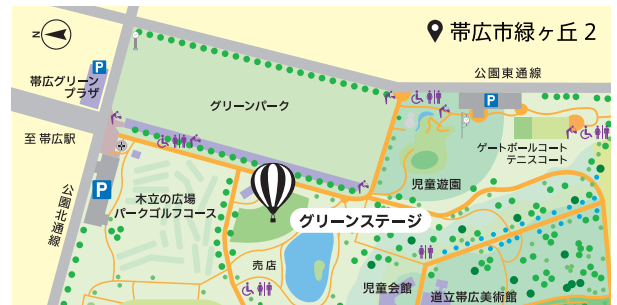 帯広市緑ヶ丘 2
N
P
公園東通線
帯広グリーン
プラザ
P
グリーンパーク
至 帯広駅
ゲートボールコート
テニスコート
P
児童遊園
木立の広場
パークゴルフコース
公園北通線
グリーンステージ
売店
児童会館
道立帯広美術館